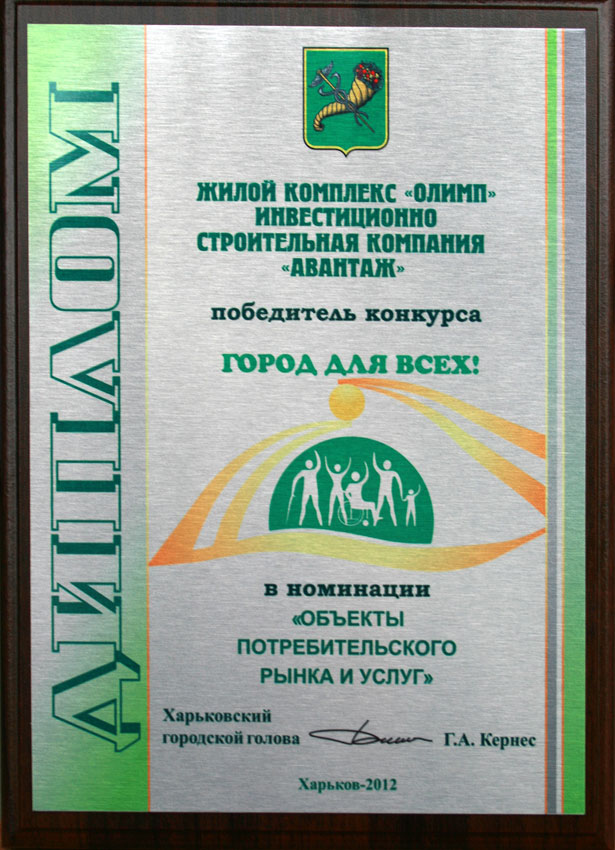 ДИПЛОМ
ЖИЛОЙ КОМПЛЕКС «ОЛИМП»
ИНВЕСТИЦИОННО
СТРОИТЕЛЬНАЯ КОМПАНИЯ
«АВАНТАЖ»
победитель конкурса
ГОРОД ДЛЯ ВСЕХ!
в номинации
«ОБЪЕКТЫ
ПОТРЕБИТЕЛЬСКОГО
РЫНКА И УСЛУГ»
Харьковский
городской голова Г.А. Кернес
Харьков-2012